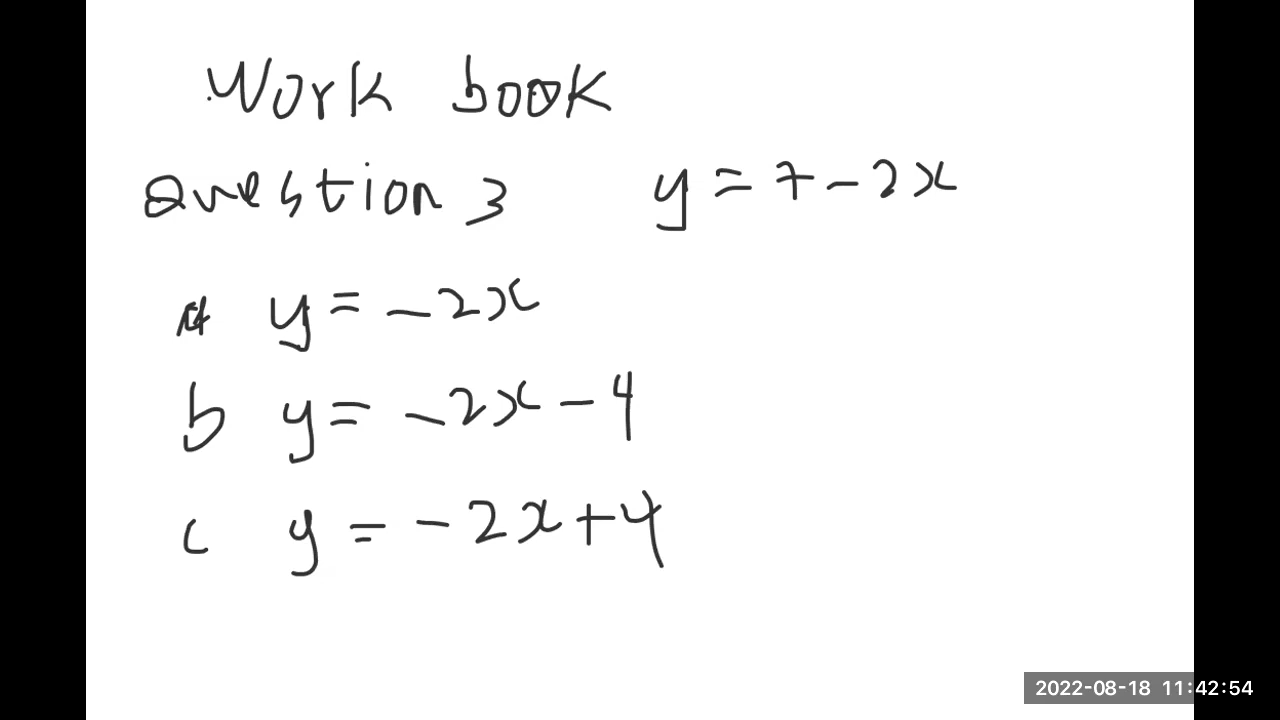 Work book
Question 3 y = 7 - 2x
a y = -2x
b y = -2x - 4
c y = -2x + 4
2022-08-18 11:42:54